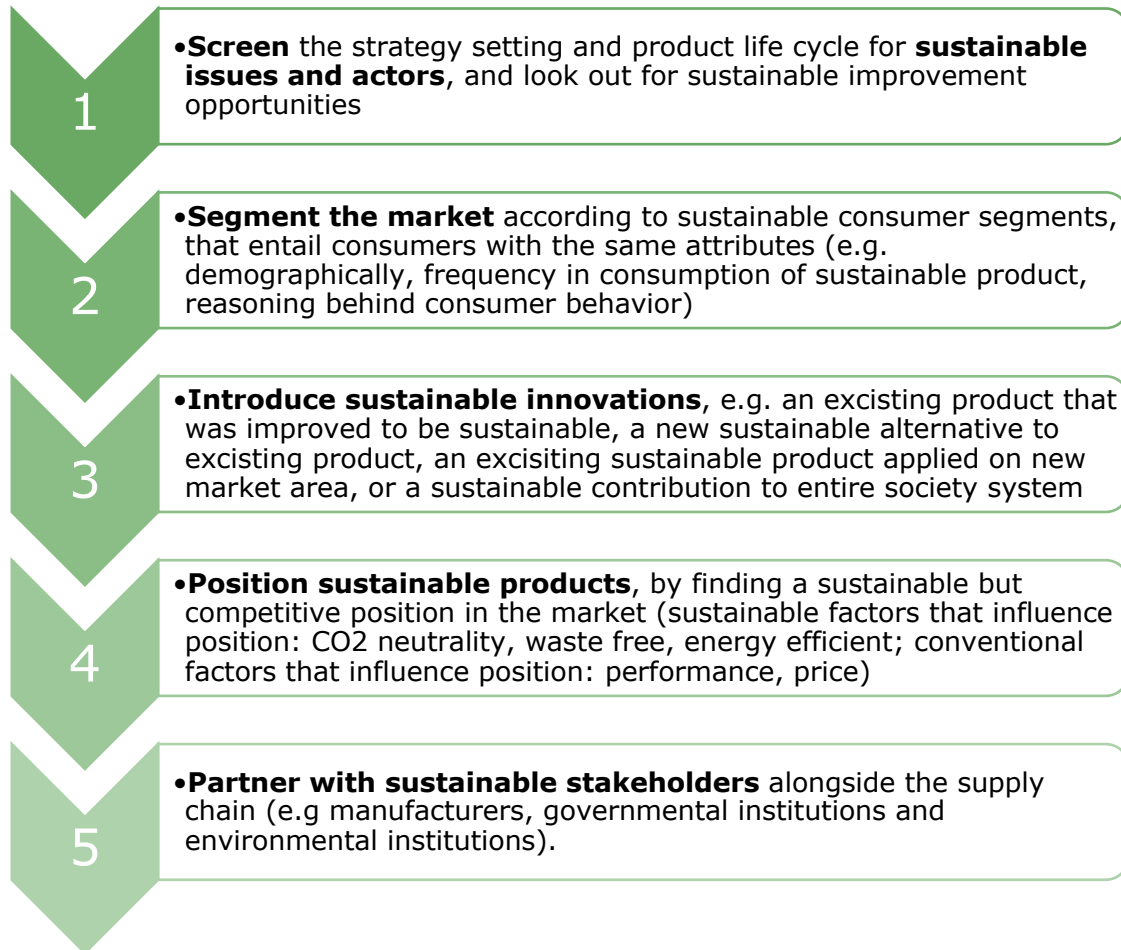 1
•Screen the strategy setting and product life cycle for sustainable
issues and actors, and look out for sustainable improvement
opportunities
2
•Segment the market according to sustainable consumer segments,
that entail consumers with the same attributes (e.g.
demographically, frequency in consumption of sustainable product,
reasoning behind consumer behavior)
3
•Introduce sustainable innovations, e.g. an excisting product that
was improved to be sustainable, a new sustainable alternative to
excisting product, an excisiting sustainable product applied on new
market area, or a sustainable contribution to entire society system
4
•Position sustainable products, by finding a sustainable but
competitive position in the market (sustainable factors that influence
position: CO2 neutrality, waste free, energy efficient; conventional
factors that influence position: performance, price)
5
•Partner with sustainable stakeholders alongside the supply
chain (e.g manufacturers, governmental institutions and
environmental institutions).